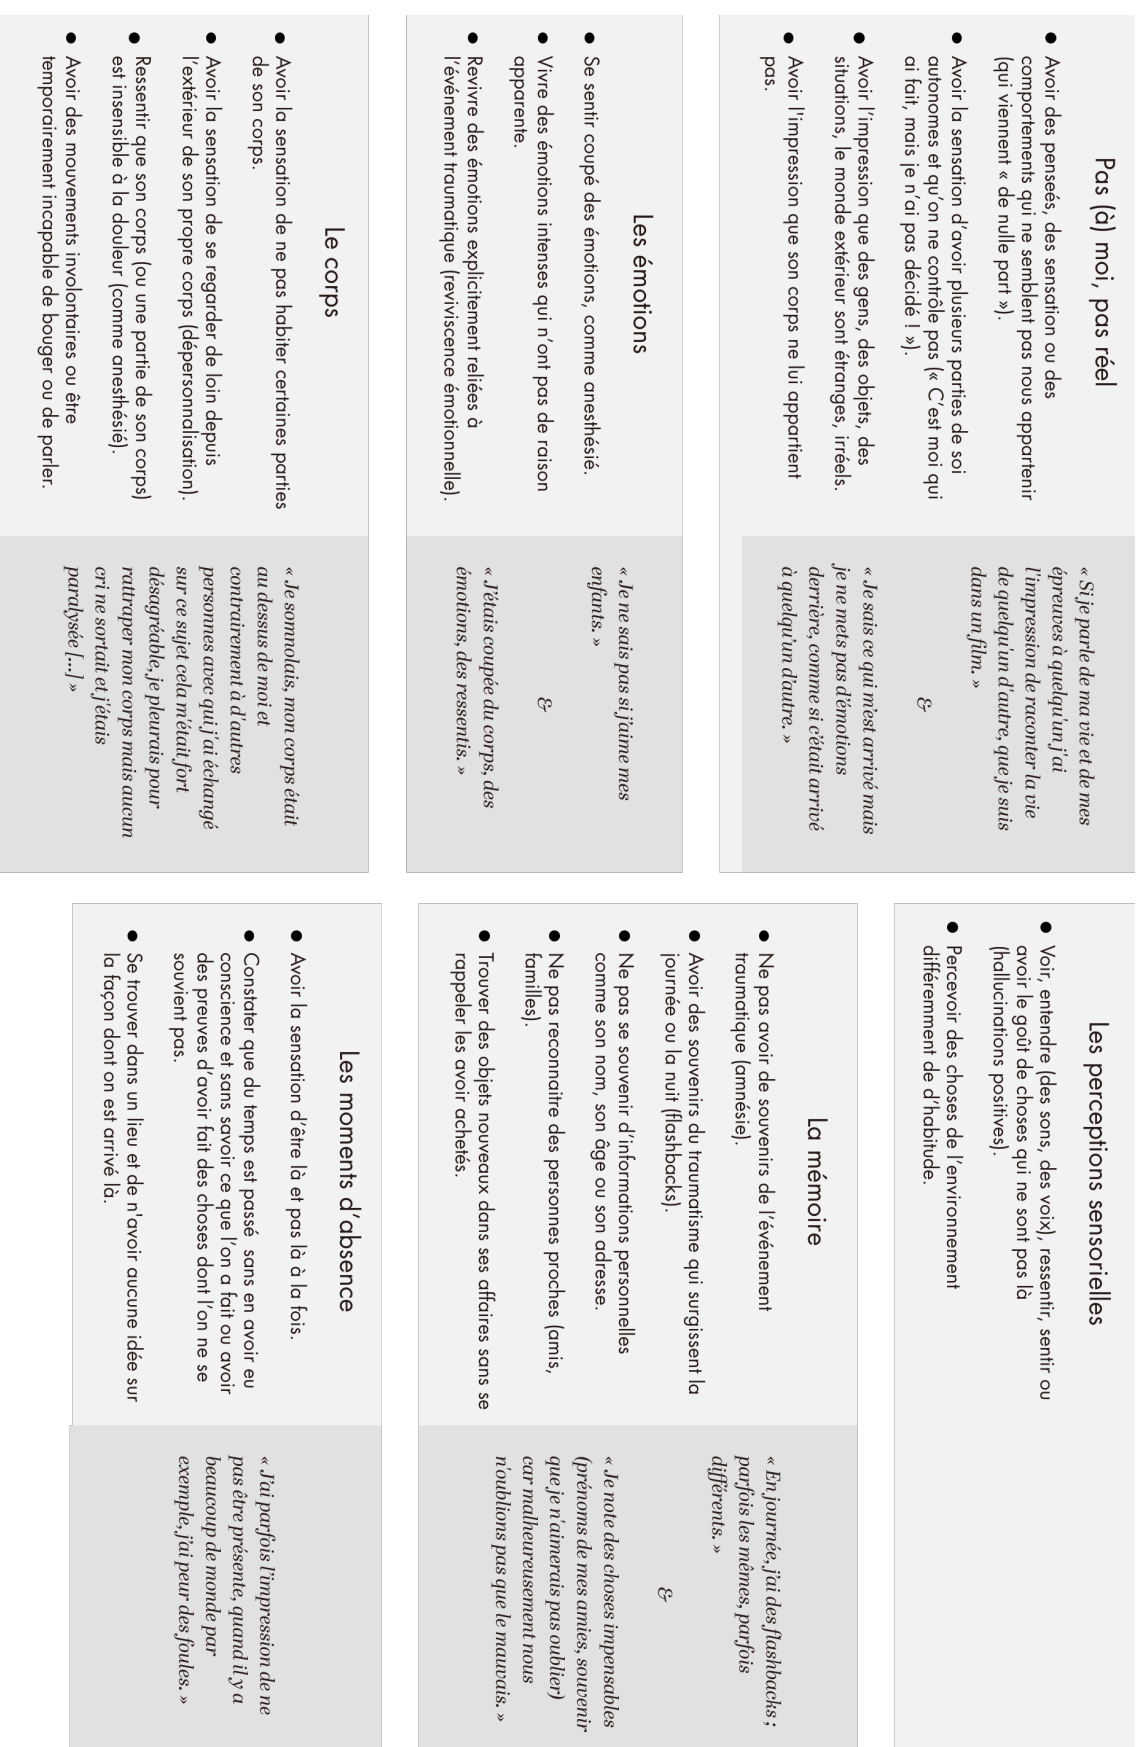 Pas (à) moi, pas réel
● Avoir des penseés, des sensation ou des
comportements qui ne semblent pas nous appartenir
(qui viennent « de nulle part »).
● Avoir la sensation d’avoir plusieurs parties de soi
autonomes et qu’on ne contrôle pas (« C’est moi qui
ai fait, mais je n’ai pas décidé ! »).
● Avoir l’impression que des gens, des objets, des
situations, le monde extérieur sont étranges, irréels.
● Avoir l'impression que son corps ne lui appartient
pas.
« Si je parle de ma vie et de mes
épreuves à quelqu'un j'ai
l'impression de raconter la vie
de quelqu'un d'autre, que je suis
dans un film. »
&
« Je sais ce qui m'est arrivé mais
je ne mets pas d'émotions
derrière, comme si c'était arrivé
à quelqu'un d'autre. »
Les émotions
● Se sentir coupé des émotions, comme anesthésié.
● Vivre des émotions intenses qui n’ont pas de raison
apparente.
● Revivre des émotions explicitement reliées à
l’événement traumatique (reviviscence émotionnelle).
« Je ne sais pas si j'aime mes
enfants. »
&
« J'étais coupée du corps, des
émotions, des ressentis. »
Le corps
● Avoir la sensation de ne pas habiter certaines parties
de son corps.
● Avoir la sensation de se regarder de loin depuis
l’extérieur de son propre corps (dépersonnalisation).
● Ressentir que son corps (ou une partie de son corps)
est insensible à la douleur (comme anesthésié).
● Avoir des mouvements involontaires ou être
temporairement incapable de bouger ou de parler.
« Je somnolais, mon corps était
au dessus de moi et
contrairement à d'autres
personnes avec qui j'ai échangé
sur ce sujet cela m'était fort
désagréable, je pleurais pour
rattraper mon corps mais aucun
cri ne sortait et j'étais
paralysée [...] »
Les perceptions sensorielles
● Voir, entendre (des sons, des voix), ressentir, sentir ou
avoir le goût de choses qui ne sont pas là
(hallucinations positives).
● Percevoir des choses de l’environnement
différemment de d’habitude.
La mémoire
● Ne pas avoir de souvenirs de l’événement
traumatique (amnésie).
● Avoir des souvenirs du traumatisme qui surgissent la
journée ou la nuit (flashbacks).
● Ne pas se souvenir d’informations personnelles
comme son nom, son âge ou son adresse.
● Ne pas reconnaitre des personnes proches (amis,
familles).
● Trouver des objets nouveaux dans ses affaires sans se
rappeler les avoir achetés.
« En journée, j'ai des flashbacks ;
parfois les mêmes, parfois
différents. »
&
« Je note des choses impensables
(prénoms de mes amies, souvenir
que je n'aimerais pas oublier)
car malheureusement nous
n'oublions pas que le mauvais. »
Les moments d’absence
● Avoir la sensation d’être là et pas là à la fois.
● Constater que du temps est passé sans en avoir eu
conscience et sans savoir ce que l’on a fait ou avoir
des preuves d’avoir fait des choses dont l’on ne se
souvient pas.
● Se trouver dans un lieu et de n'avoir aucune idée sur
la façon dont on est arrivé là.
« J'ai parfois l'impression de ne
pas être présente, quand il y a
beaucoup de monde par
exemple, j'ai peur des foules. »